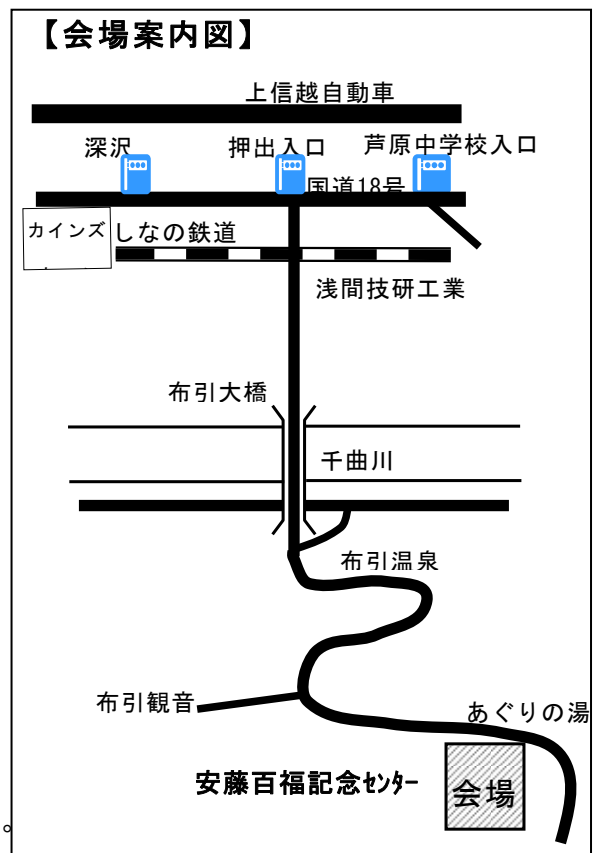 【会場案内図】
上信越自動車
深沢
押出入口
芦原中学校入口
国道18号
カインズ
しなの鉄道
浅間技研工業
布引大橋
千曲川
布引温泉
布引観音
あぐりの湯
安藤百福記念ｾﾝﾀｰ
会場
。